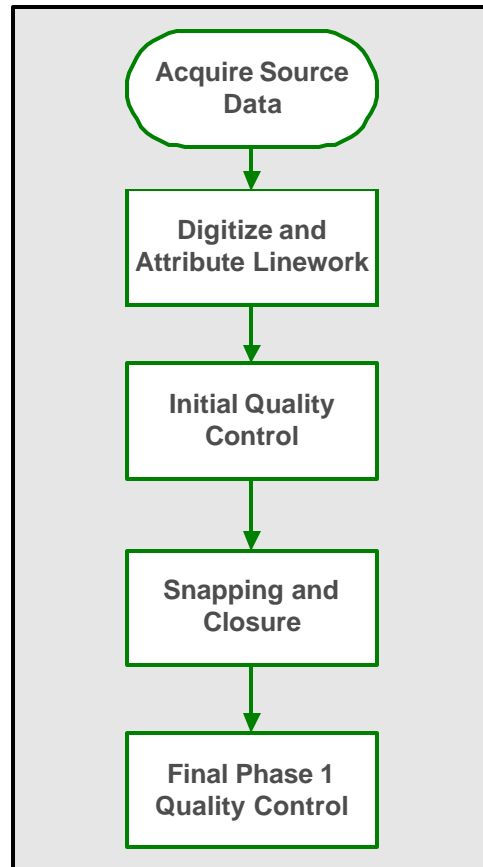 Acquire Source
Data
Digitize and
Attribute Linework
Initial Quality
Control
Snapping and
Closure
Final Phase 1
Quality Control